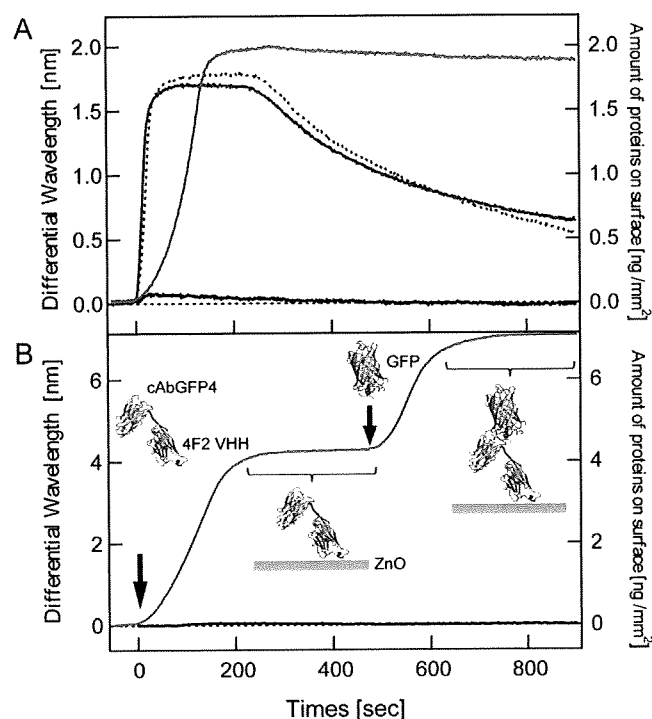 A
Differential Wavelength [nm]
2.0
1.5
1.0
0.5
0.0
2.0
1.5
1.0
0.5
0.0
Amount of proteins on surface [ng /mm²]
B
Differential Wavelength [nm]
6
4
2
0
cAbGFP4
4F2 VHH
GFP
ZnO
6
4
2
0
Amount of proteins on surface [ng /mm²]
0
200
400
600
800
Times [sec]